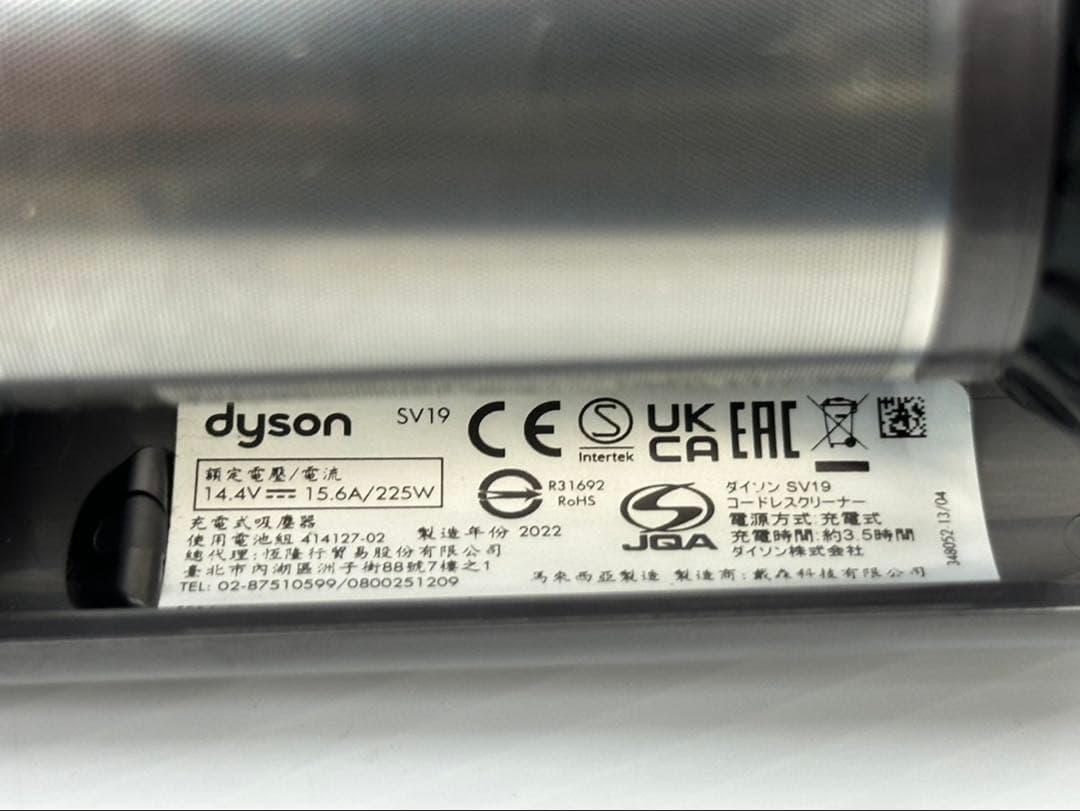 dyson SV19
CE
S
Intertek
UK
CA
EAC
額定電壓/電流
14.4V 15.6A/225W
R31692
RoHS
充電式吸塵器
使用電池組 414127-02 製造年份 2022
總代理:恆隆行貿易股份有限公司
臺北市內湖區洲子街88號7樓之1
TEL: 02-87510599/0800251209
S
JQA
ダイソン SV19
コードレスクリーナー
電源方式:充電式
充電時間:約3.5時間
ダイソン株式会社
馬來西亞製造 製造商:戴森科技有限公司
348052 13/04